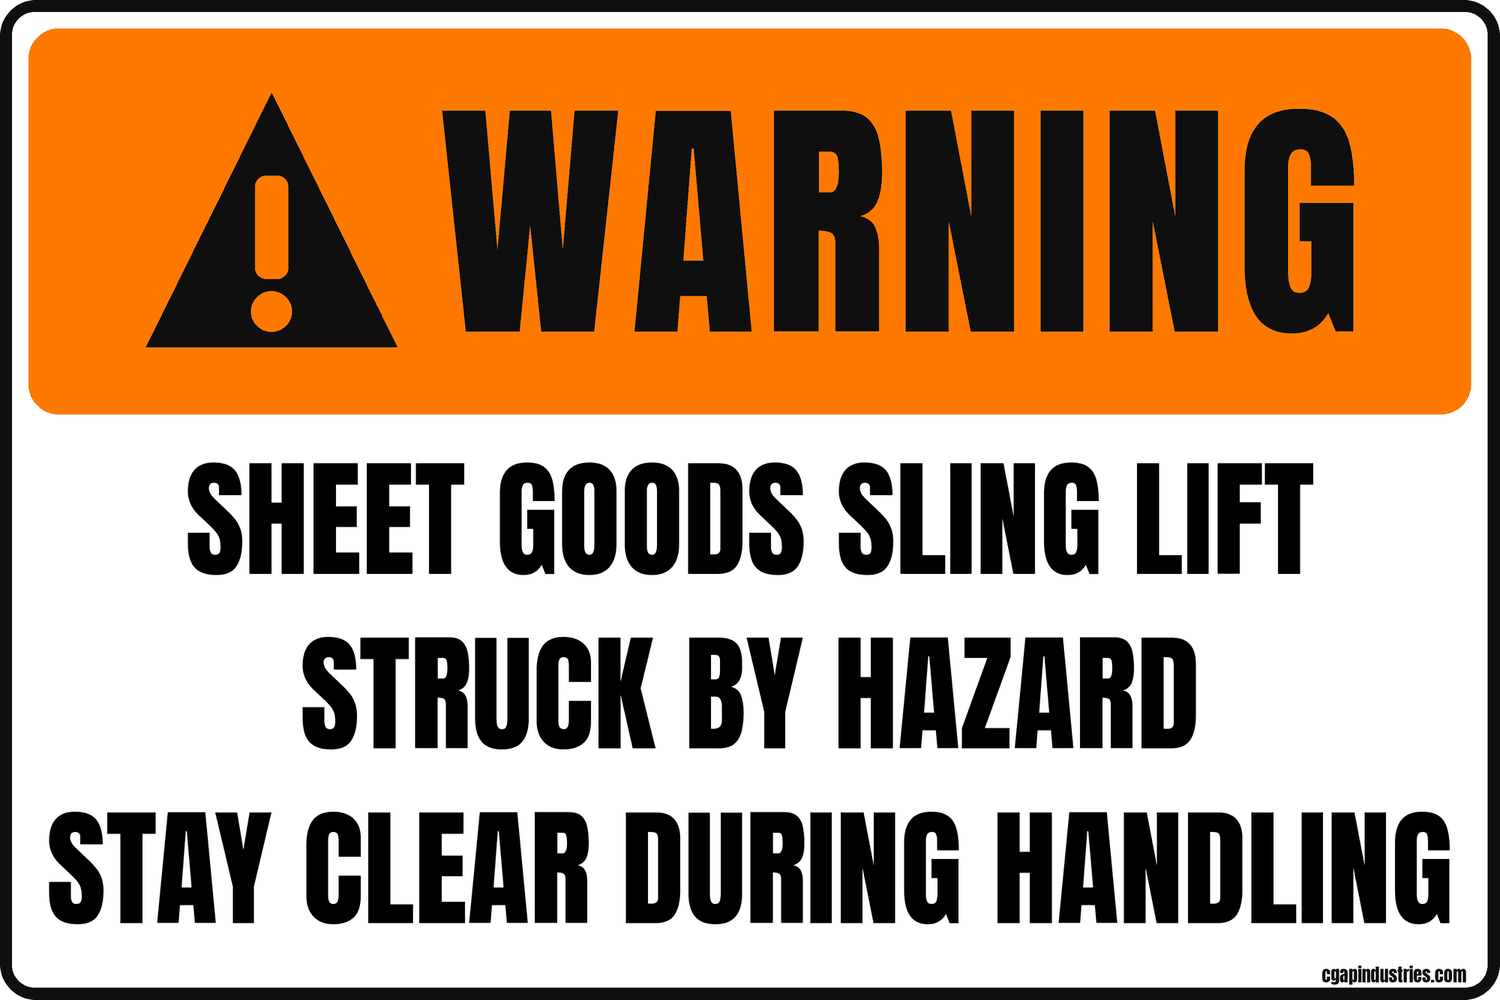 WARNING
SHEET GOODS SLING LIFT
STRUCK BY HAZARD
STAY CLEAR DURING HANDLING
cgapindustries.com